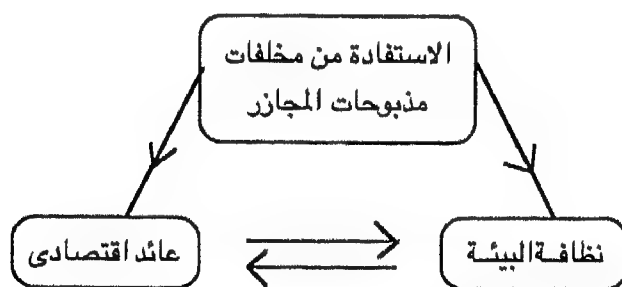 الاستفادة من مخلفات
مذبوحات المجازر
نظافة البيئة
عائد اقتصادى